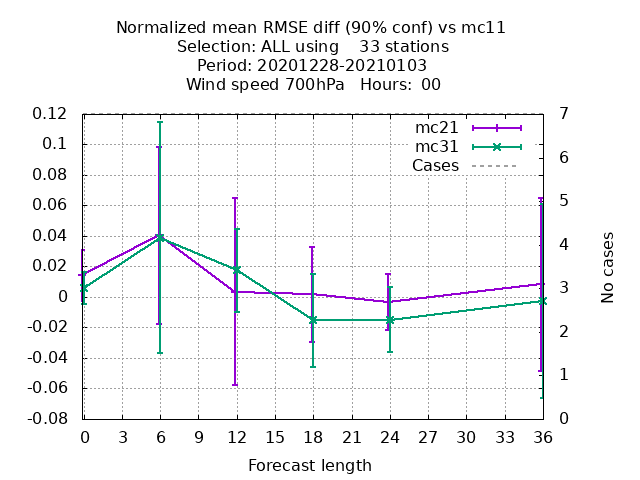 Normalized mean RMSE diff (90% conf) vs mc11
Selection: ALL using    33 stations
Period: 20201228-20210103
Wind speed 700hPa   Hours:  00
0.12
0.1
0.08
0.06
0.04
0.02
0
-0.02
-0.04
-0.06
-0.08
mc21
mc31
Cases
7
6
5
4
3
2
1
0
No cases
0 3 6 9 12 15 18 21 24 27 30 33 36
Forecast length